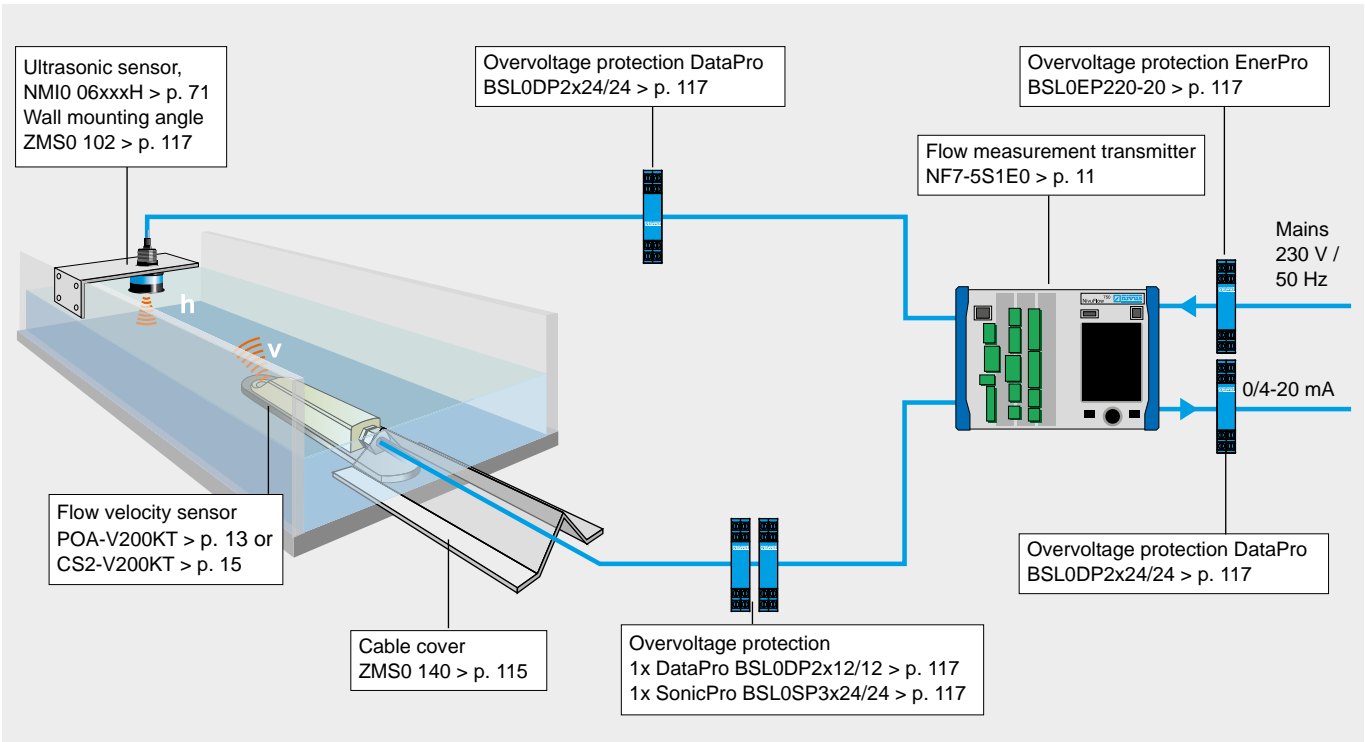 Ultrasonic sensor,
NMI0 06xxxH > p. 71
Wall mounting angle
ZMS0 102 > p. 117
Overvoltage protection DataPro
BSL0DP2x24/24 > p. 117
Overvoltage protection EnerPro
BSL0EP220-20 > p. 117
Flow measurement transmitter
NF7-5S1E0 > p. 11
Mains
230 V /
50 Hz
h
v
NivuFlow 750 nivus
0/4-20 mA
Flow velocity sensor
POA-V200KT > p. 13 or
CS2-V200KT > p. 15
Cable cover
ZMS0 140 > p. 115
Overvoltage protection
1x DataPro BSL0DP2x12/12 > p. 117
1x SonicPro BSL0SP3x24/24 > p. 117
Overvoltage protection DataPro
BSL0DP2x24/24 > p. 117